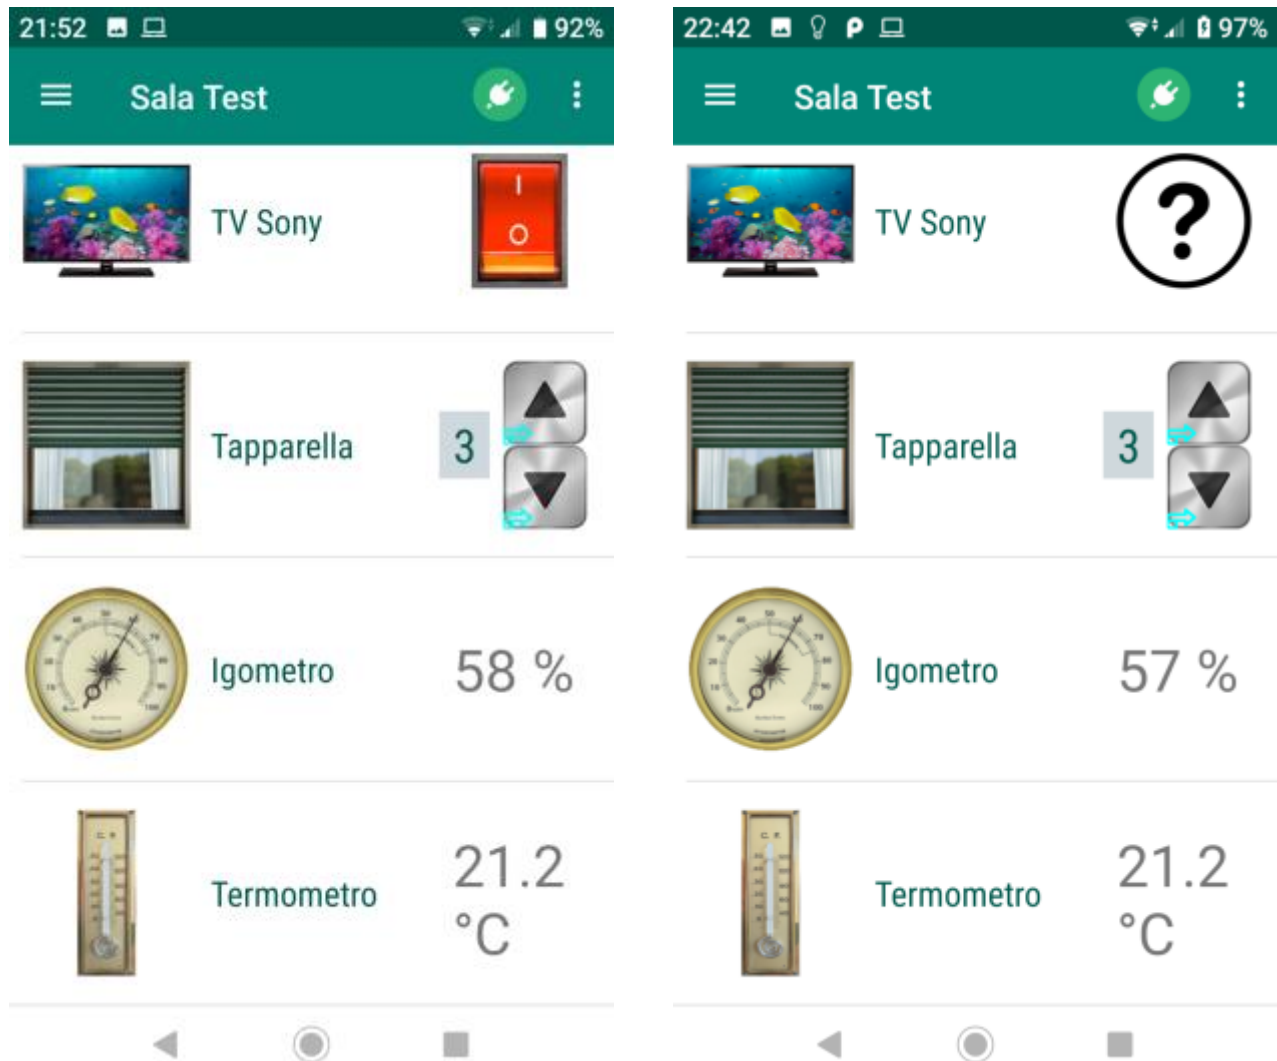 21:52 92%
Sala Test
TV Sony
I
O
Tapparella
3
Igometro
58 %
Termometro
21.2
°C
22:42 97%
Sala Test
TV Sony
?
Tapparella
3
Igometro
57 %
Termometro
21.2
°C